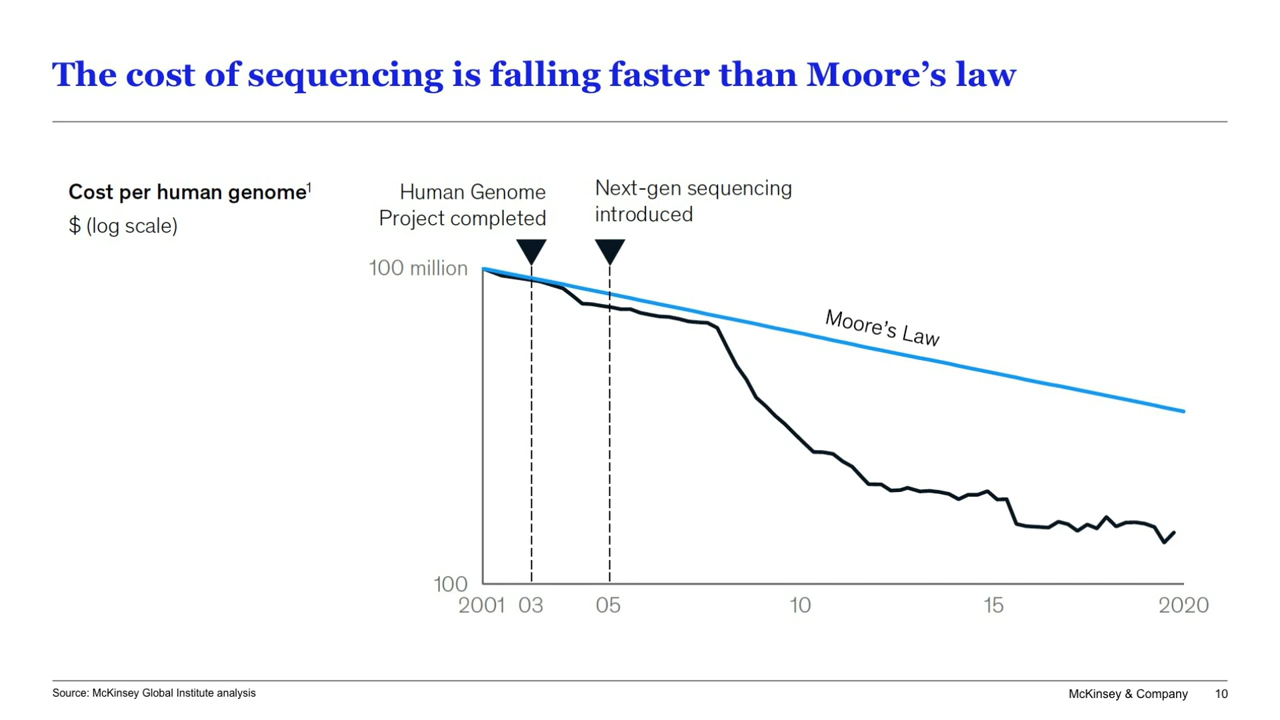 The cost of sequencing is falling faster than Moore’s law
Cost per human genome¹
$ (log scale)
Human Genome
Project completed
Next-gen sequencing
introduced
100 million
Moore’s Law
100
2001 03 05 10 15 2020
Source: McKinsey Global Institute analysis
McKinsey & Company 10